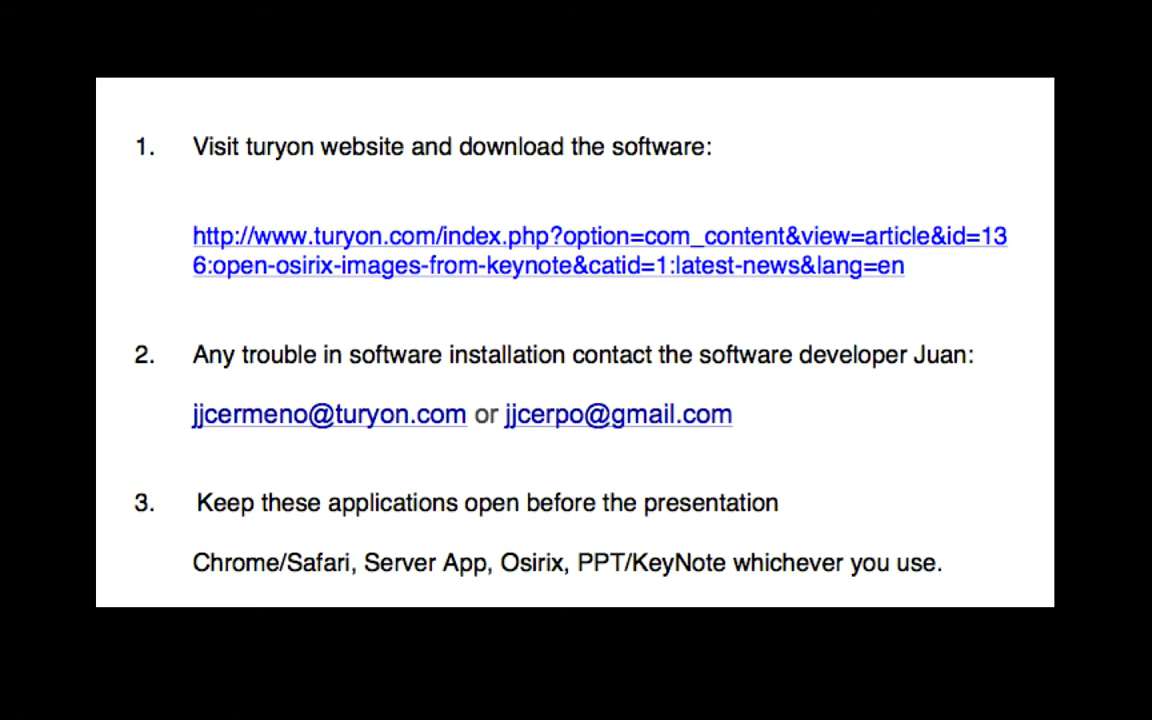 1. Visit turyon website and download the software:
http://www.turyon.com/index.php?option=com_content&view=article&id=13
6:open-osirix-images-from-keynote&catid=1:latest-news&lang=en
2. Any trouble in software installation contact the software developer Juan:
jjcermeno@turyon.com or jjcerpo@gmail.com
3. Keep these applications open before the presentation
Chrome/Safari, Server App, Osirix, PPT/KeyNote whichever you use.